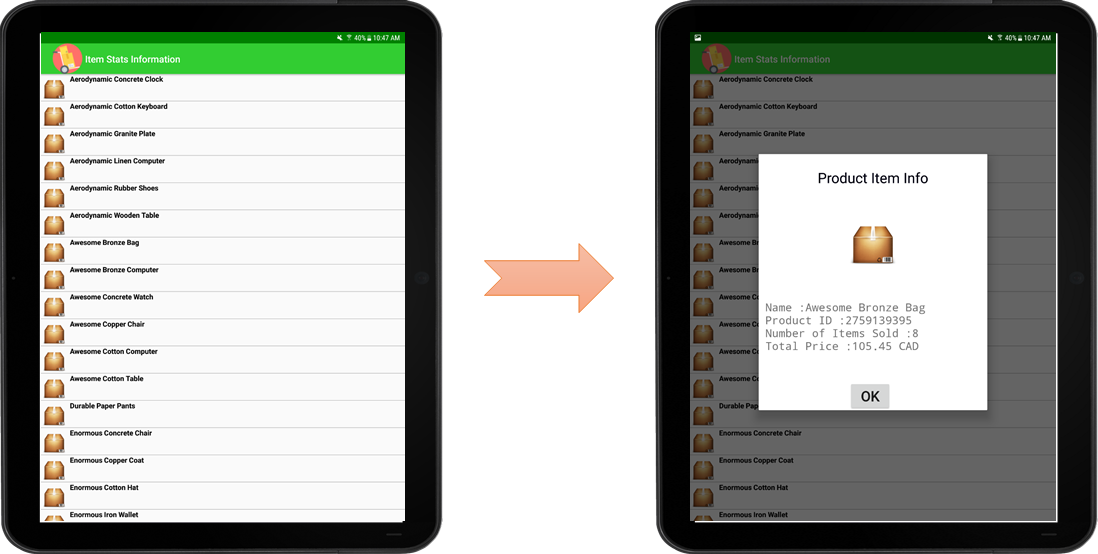 40% 10:47 AM
Item Stats Information
Aerodynamic Concrete Clock
Aerodynamic Cotton Keyboard
Aerodynamic Granite Plate
Aerodynamic Linen Computer
Aerodynamic Rubber Shoes
Aerodynamic Wooden Table
Awesome Bronze Bag
Awesome Bronze Computer
Awesome Concrete Watch
Awesome Copper Chair
Awesome Cotton Computer
Awesome Cotton Table
Durable Paper Pants
Enormous Concrete Chair
Enormous Copper Coat
Enormous Cotton Hat
Enormous Iron Wallet
40% 10:47 AM
Item Stats Information
Aerodynamic Concrete Clock
Aerodynamic Cotton Keyboard
Aerodynamic Granite Plate
Aerodynamic
Aerodynamic
Aerodynamic
Awesome Br
Awesome Br
Awesome Co
Awesome Co
Awesome Co
Awesome Co
Durable Pap
Enormous Concrete Chair
Enormous Copper Coat
Enormous Cotton Hat
Enormous Iron Wallet
Product Item Info
Name :Awesome Bronze Bag
Product ID :2759139395
Number of Items Sold :8
Total Price :105.45 CAD
OK